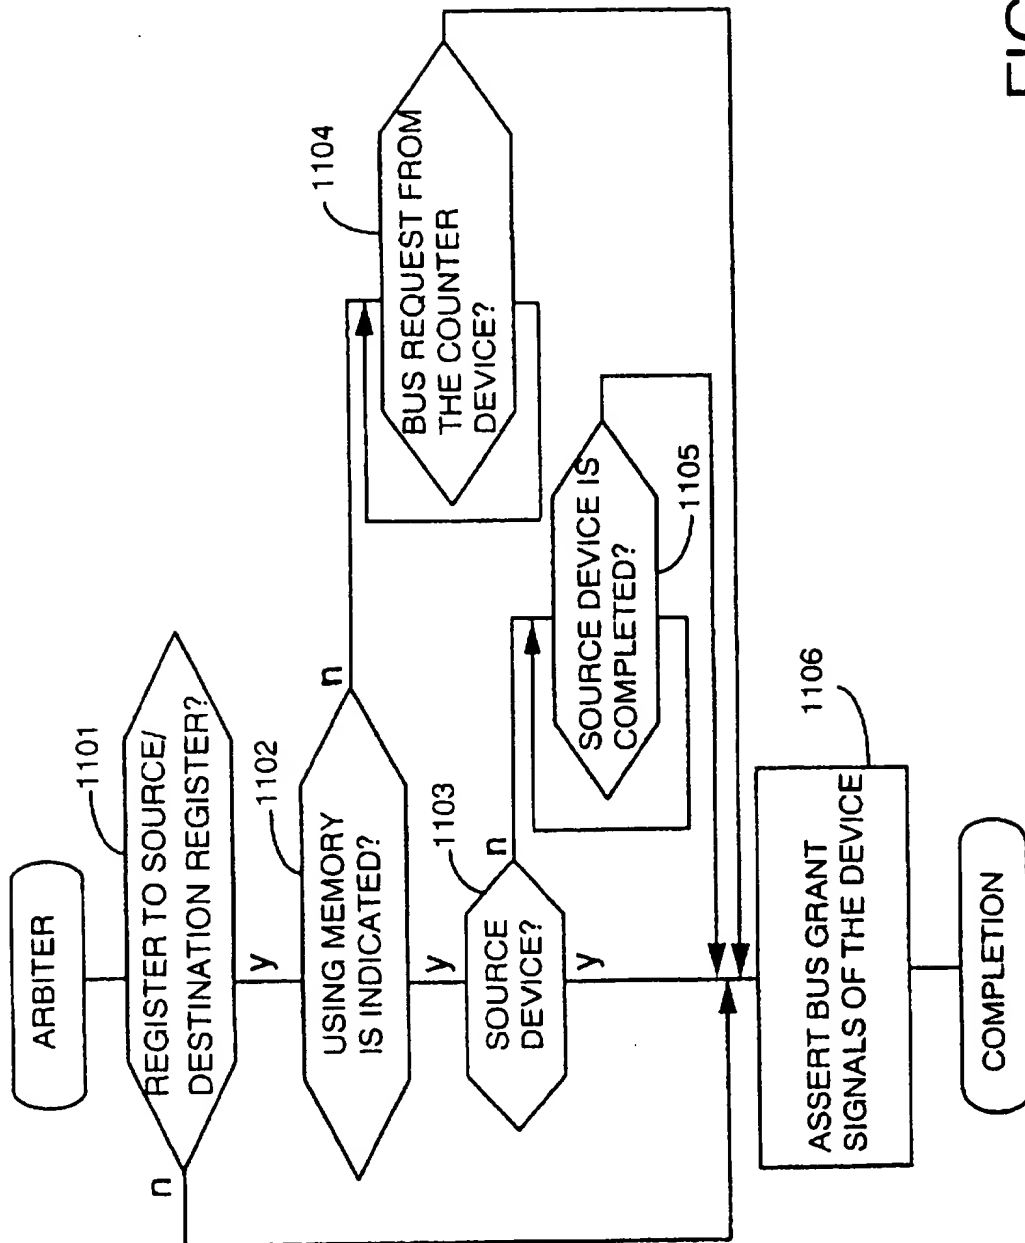 ARBITER
1101
REGISTER TO SOURCE/
DESTINATION REGISTER?
n
y
1102
USING MEMORY
IS INDICATED?
n
y
1103
SOURCE
DEVICE?
n
y
1104
BUS REQUEST FROM
THE COUNTER
DEVICE?
1105
SOURCE DEVICE IS
COMPLETED?
1106
ASSERT BUS GRANT
SIGNALS OF THE DEVICE
COMPLETION